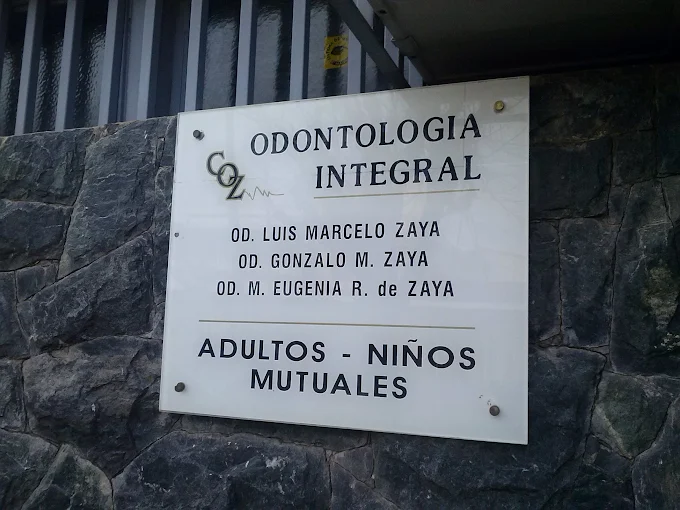 ODONTOLOGIA
COZ
INTEGRAL
OD. LUIS MARCELO ZAYA
OD. GONZALO M. ZAYA
OD. M. EUGENIA R. de ZAYA
ADULTOS - NIÑOS
MUTUALES